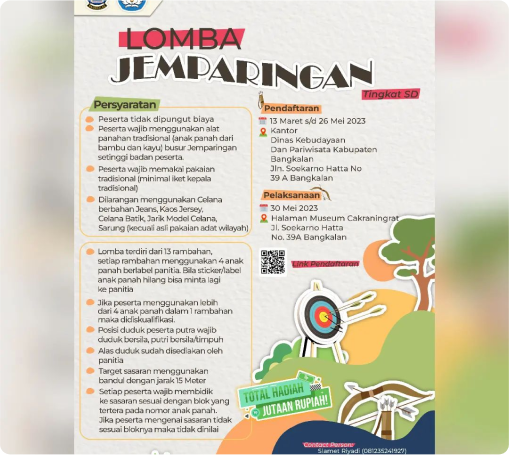 LOMBA
JEMPARINGAN
Tingkat SD
Persyaratan
Peserta tidak dipungut biaya
Peserta wajib menggunakan alat
panahan tradisional (anak panah dari
bambu dan kayu) busur Jemparingan
setinggi badan peserta.
Peserta wajib memakai pakaian
tradisional (minimal iket kepala
tradisional)
Dilarangan menggunakan Celana
berbahan Jeans, Kaos Jersey,
Celana Batik, Jarik Model Celana,
Sarung (kecuali asli pakaian adat wilayah)
Lomba terdiri dari 13 rambahan,
setiap rambahan menggunakan 4 anak
panah berlabel panitia. Bila sticker/label
anak panah hilang bisa minta lagi
ke panitia
Jika peserta menggunakan lebih
dari 4 anak panah dalam 1 rambahan
maka didiskualifikasi.
Posisi duduk peserta putra wajib
duduk bersila, putri bersila/timpuh
Alas duduk sudah disediakan oleh
panitia
Target sasaran menggunakan
bandul dengan jarak 15 Meter
Setiap peserta wajib membidik
ke sasaran sesuai dengan blok yang
tertera pada nomor anak panah.
Jika peserta mengenai sasaran tidak
sesuai bloknya maka tidak dinilai
Pendaftaran
13 Maret s/d 26 Mei 2023
Kantor
Dinas Kebudayaan
Dan Pariwisata Kabupaten
Bangkalan
Jln. Soekarno Hatta No
39 A Bangkalan
Pelaksanaan
30 Mei 2023
Halaman Museum Cakraningrat
Jl. Soekarno Hatta
No. 39A Bangkalan
Link Pendaftaran
TOTAL HADIAH
JUTAAN RUPIAH!
Contact Person:
Slamet Riyadi (081235241927)